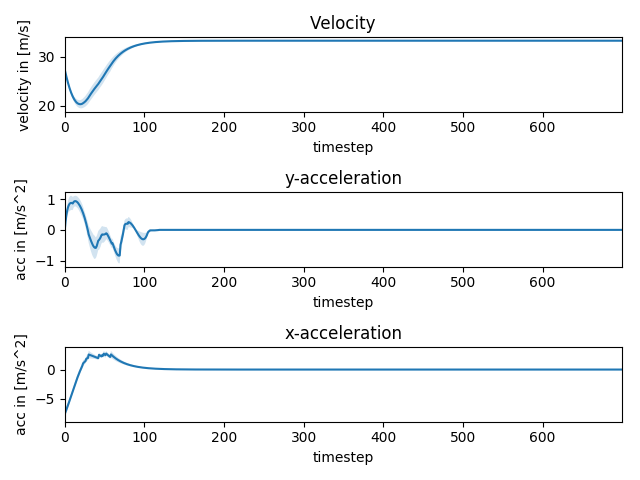 Velocity
velocity in [m/s]
30
20
0 100 200 300 400 500 600
timestep
y-acceleration
acc in [m/s^2]
1
0
−1
0 100 200 300 400 500 600
timestep
x-acceleration
acc in [m/s^2]
0
−5
0 100 200 300 400 500 600
timestep